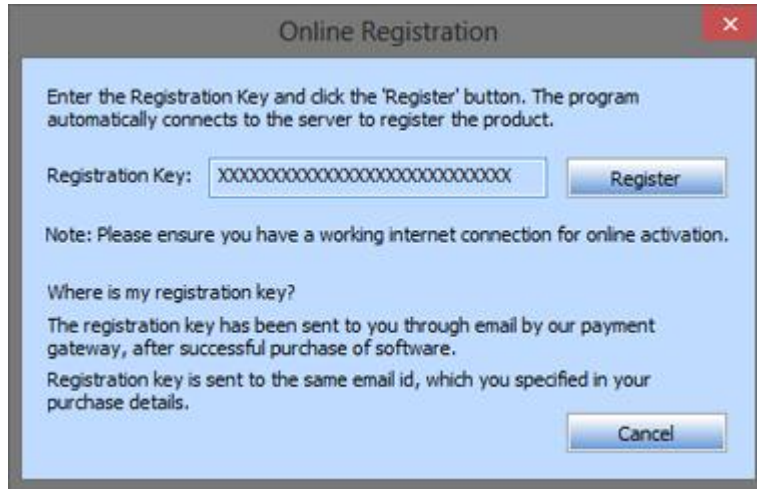 Online Registration
Enter the Registration Key and click the 'Register' button. The program
automatically connects to the server to register the product.
Registration Key: XXXXXXXXXXXXXXXXXXXXXXXXXXXX Register
Note: Please ensure you have a working internet connection for online activation.
Where is my registration key?
The registration key has been sent to you through email by our payment
gateway, after successful purchase of software.
Registration key is sent to the same email id, which you specified in your
purchase details.
Cancel